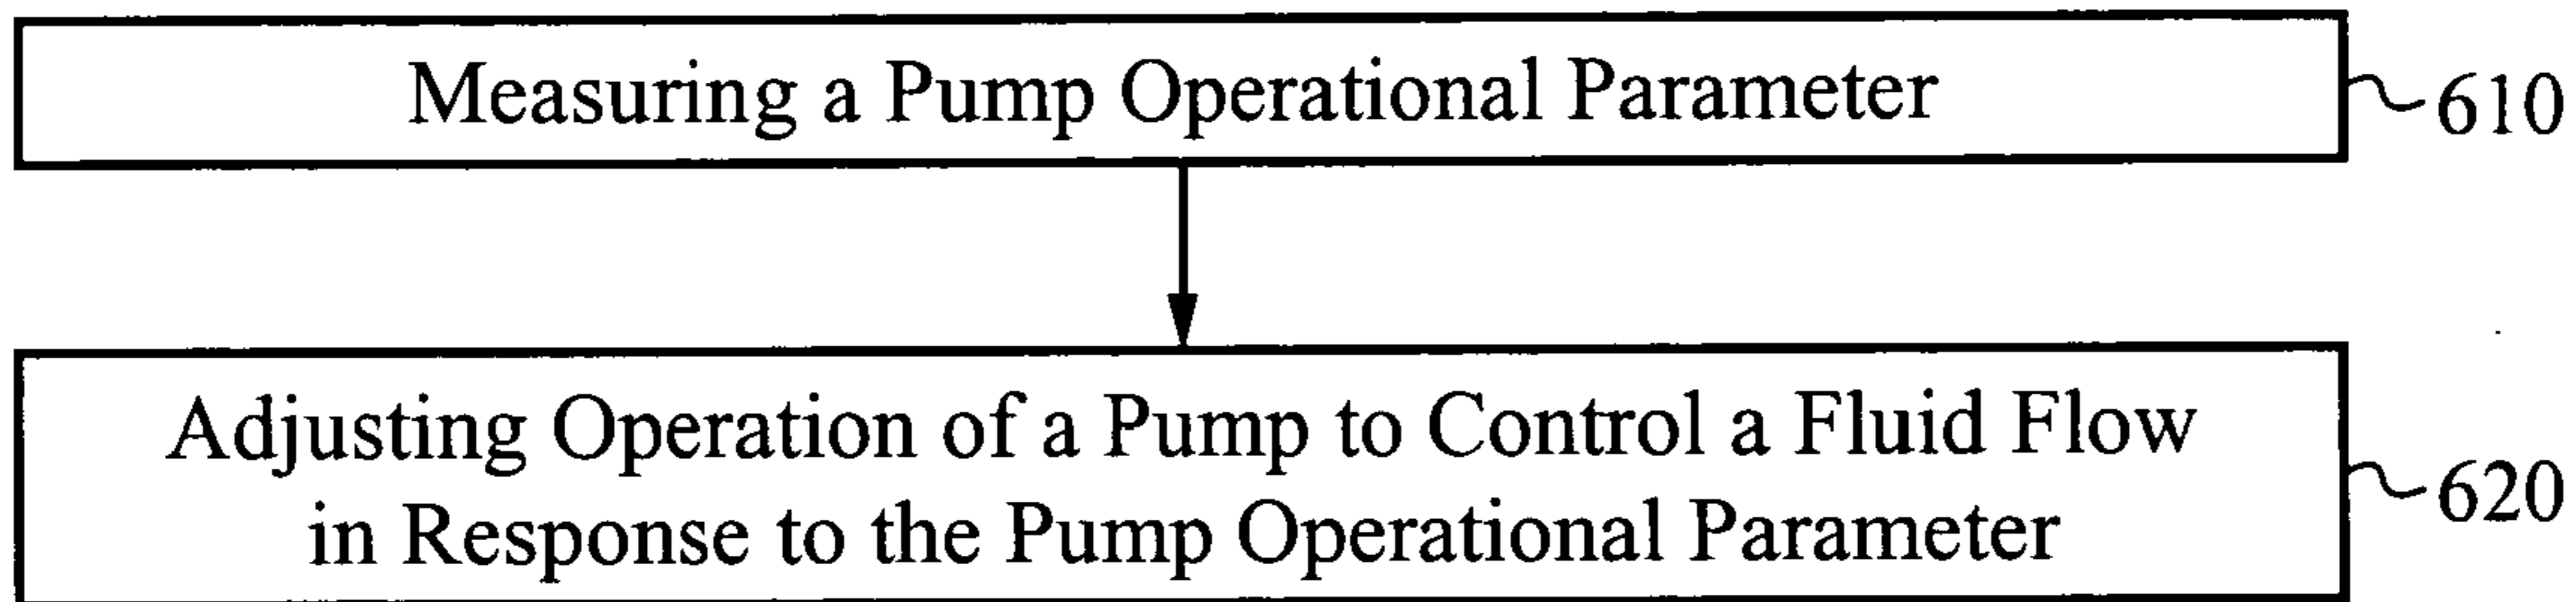 Measuring a Pump Operational Parameter
610
Adjusting Operation of a Pump to Control a Fluid Flow
in Response to the Pump Operational Parameter
620